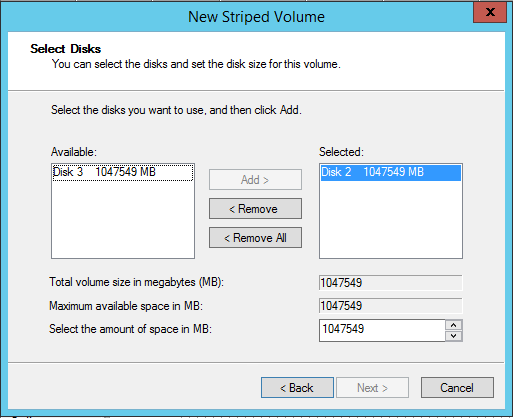 New Striped Volume
x
Select Disks
You can select the disks and set the disk size for this volume.
Select the disks you want to use, and then click Add.
Available:
Selected:
Disk 3 1047549 MB
Disk 2 1047549 MB
Add >
< Remove
< Remove All
Total volume size in megabytes (MB): 1047549
Maximum available space in MB: 1047549
Select the amount of space in MB: 1047549
< Back
Next >
Cancel